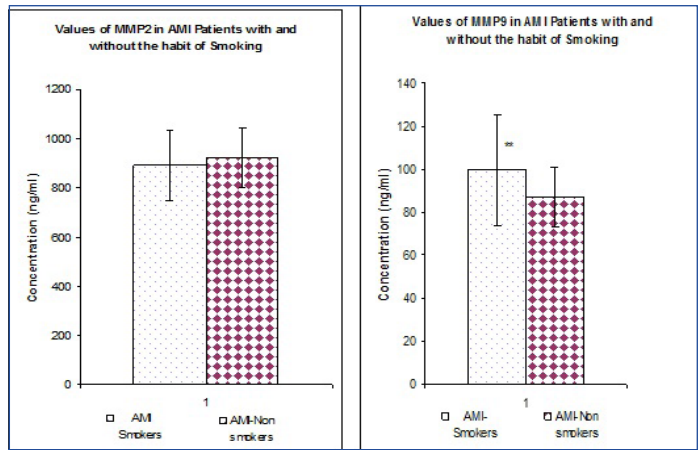 Values of MMP2 in AMI Patients with and
without the habit of Smoking
1200
1000
800
600
400
200
0
Concentration (ng/ml)
1
AMI
Smokers
AMI-Non
smokers
Values of MMP9 in AMI Patients with and
without the habit of Smoking
140
120
100
80
60
40
20
0
Concentration (ng/ml)
**
1
AMI-
Smokers
AMI-Non
smokers